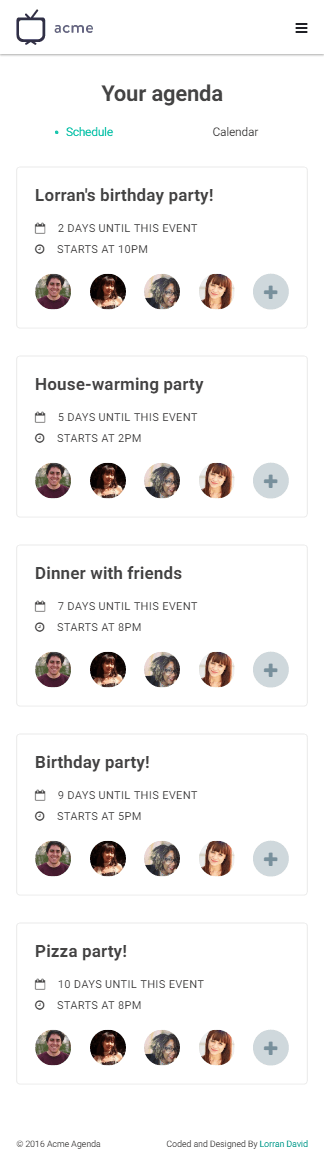 acme
Your agenda
Schedule
Calendar
Lorran's birthday party!
2 DAYS UNTIL THIS EVENT
STARTS AT 10PM
House-warming party
5 DAYS UNTIL THIS EVENT
STARTS AT 2PM
Dinner with friends
7 DAYS UNTIL THIS EVENT
STARTS AT 8PM
Birthday party!
9 DAYS UNTIL THIS EVENT
STARTS AT 5PM
Pizza party!
10 DAYS UNTIL THIS EVENT
STARTS AT 8PM
© 2016 Acme Agenda
Coded and Designed By Lorran David